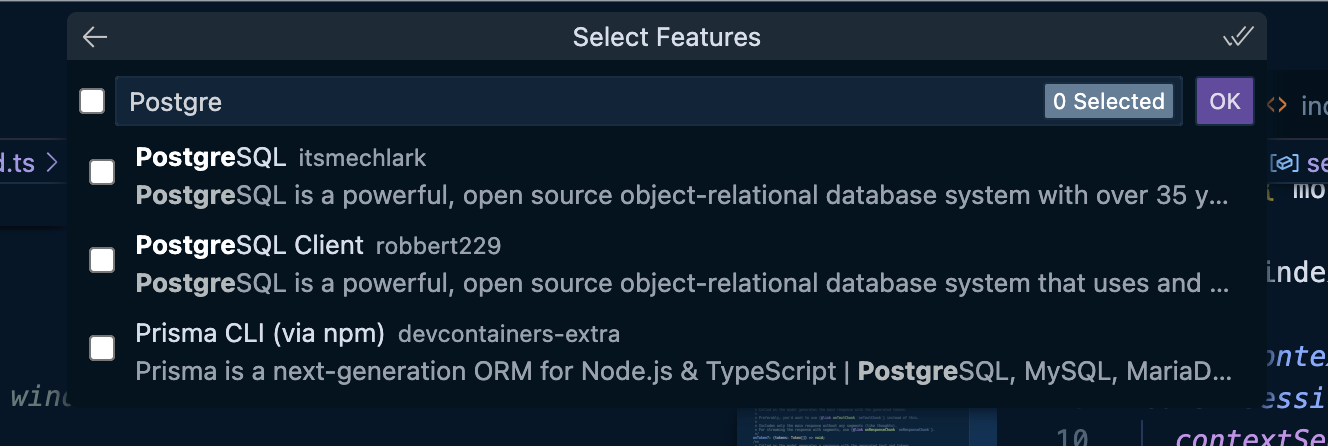 Select Features
Postgre 0 Selected OK
PostgreSQL itsmechlark
PostgreSQL is a powerful, open source object-relational database system with over 35 y...
PostgreSQL Client robbert229
PostgreSQL is a powerful, open source object-relational database system that uses and ...
Prisma CLI (via npm) devcontainers-extra
Prisma is a next-generation ORM for Node.js & TypeScript | PostgreSQL, MySQL, MariaD...
d.ts
inc
se
mo
inde
onte
wind
essi
10 contextSe